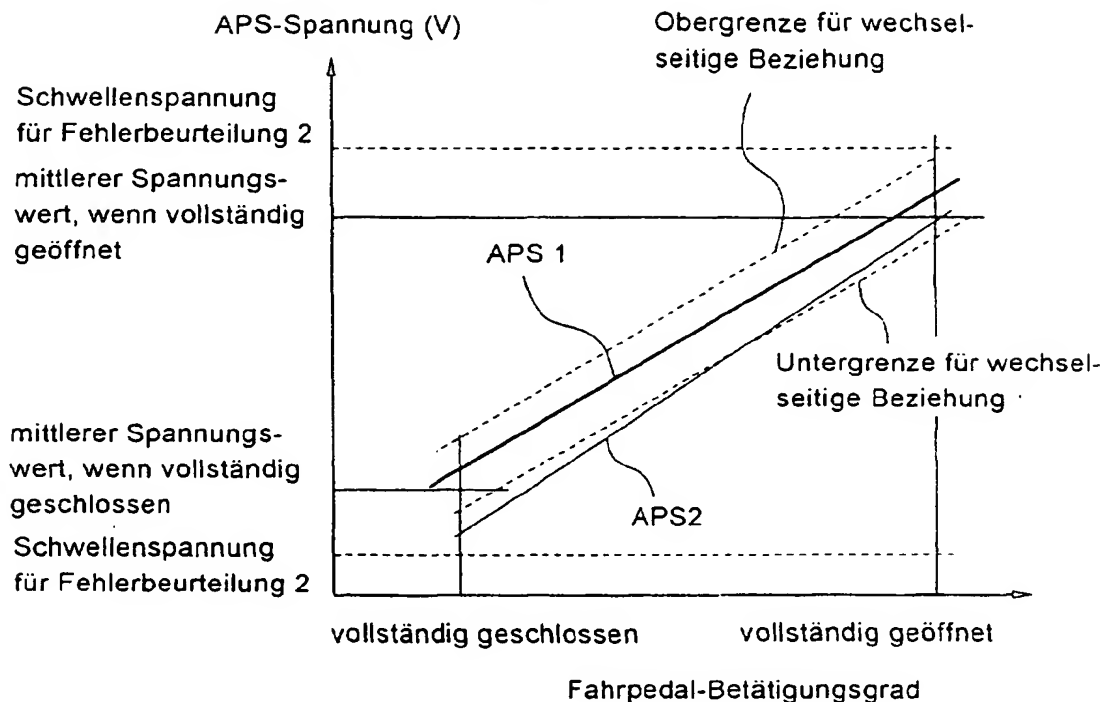 APS-Spannung (V)
Obergrenze für wechsel-
seitige Beziehung
Schwellenspannung
für Fehlerbeurteilung 2
mittlerer Spannungs-
wert, wenn vollständig
geöffnet
APS 1
Untergrenze für wechsel-
seitige Beziehung
mittlerer Spannungs-
wert, wenn vollständig
geschlossen
APS2
Schwellenspannung
für Fehlerbeurteilung 2
vollständig geschlossen
vollständig geöffnet
Fahrpedal-Betätigungsgrad